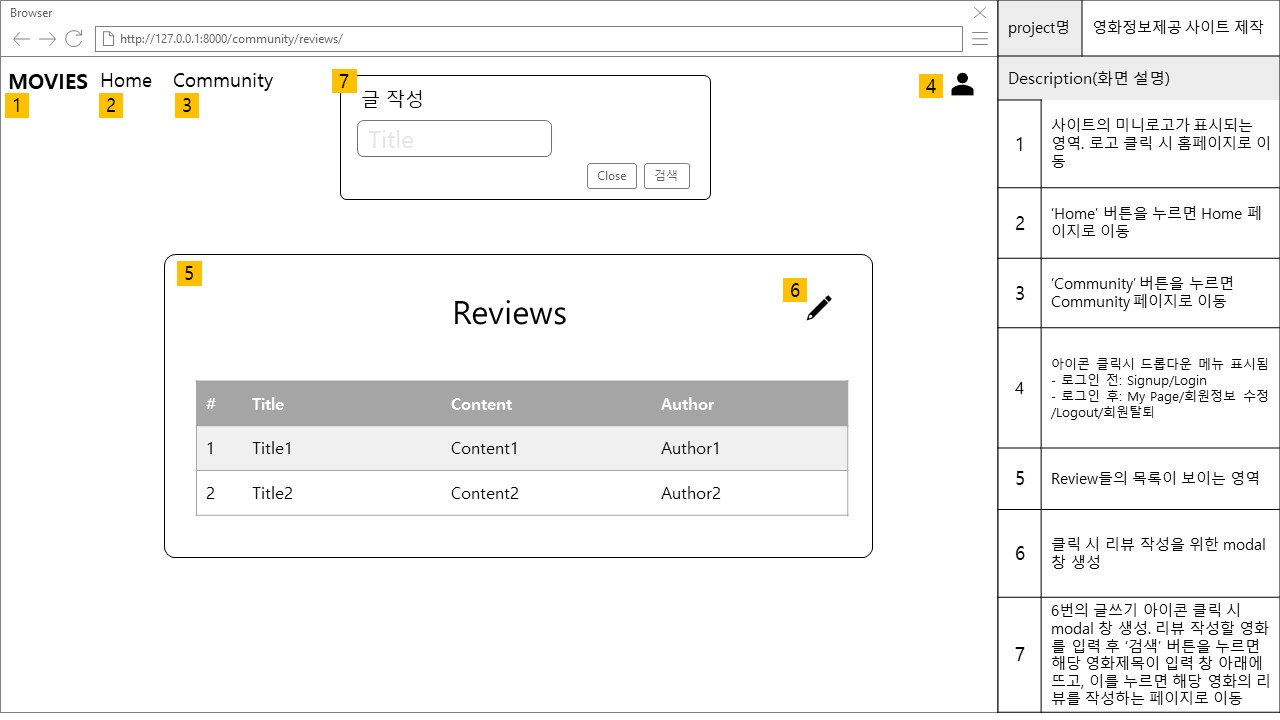 Browser
http://127.0.0.1:8000/community/reviews/
MOVIES Home Community
1 2 3
7
글 작성
Title
Close 검색
4
5
6
Reviews
# Title Content Author
1 Title1 Content1 Author1
2 Title2 Content2 Author2
project명 영화정보제공 사이트 제작
Description(화면 설명)
1
사이트의 미니로고가 표시되는
영역. 로고 클릭 시 홈페이지로 이
동
2
'Home' 버튼을 누르면 Home 페
이지로 이동
3
'Community' 버튼을 누르면
Community 페이지로 이동
4
아이콘 클릭시 드롭다운 메뉴 표시됨
- 로그인 전: Signup/Login
- 로그인 후: My Page/회원정보 수정
/Logout/회원탈퇴
5
Review들의 목록이 보이는 영역
6
클릭 시 리뷰 작성을 위한 modal
창 생성
7
6번의 글쓰기 아이콘 클릭 시
modal 창 생성. 리뷰 작성할 영화
를 입력 후 '검색' 버튼을 누르면
해당 영화제목이 입력 창 아래에
뜨고, 이를 누르면 해당 영화의 리
뷰를 작성하는 페이지로 이동